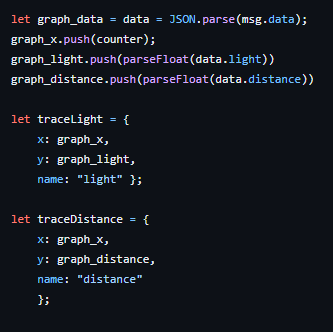 let graph_data = data = JSON.parse(msg.data);
graph_x.push(counter);
graph_light.push(parseFloat(data.light))
graph_distance.push(parseFloat(data.distance))
let traceLight = {
x: graph_x,
y: graph_light,
name: "light" };
let traceDistance = {
x: graph_x,
y: graph_distance,
name: "distance"
};